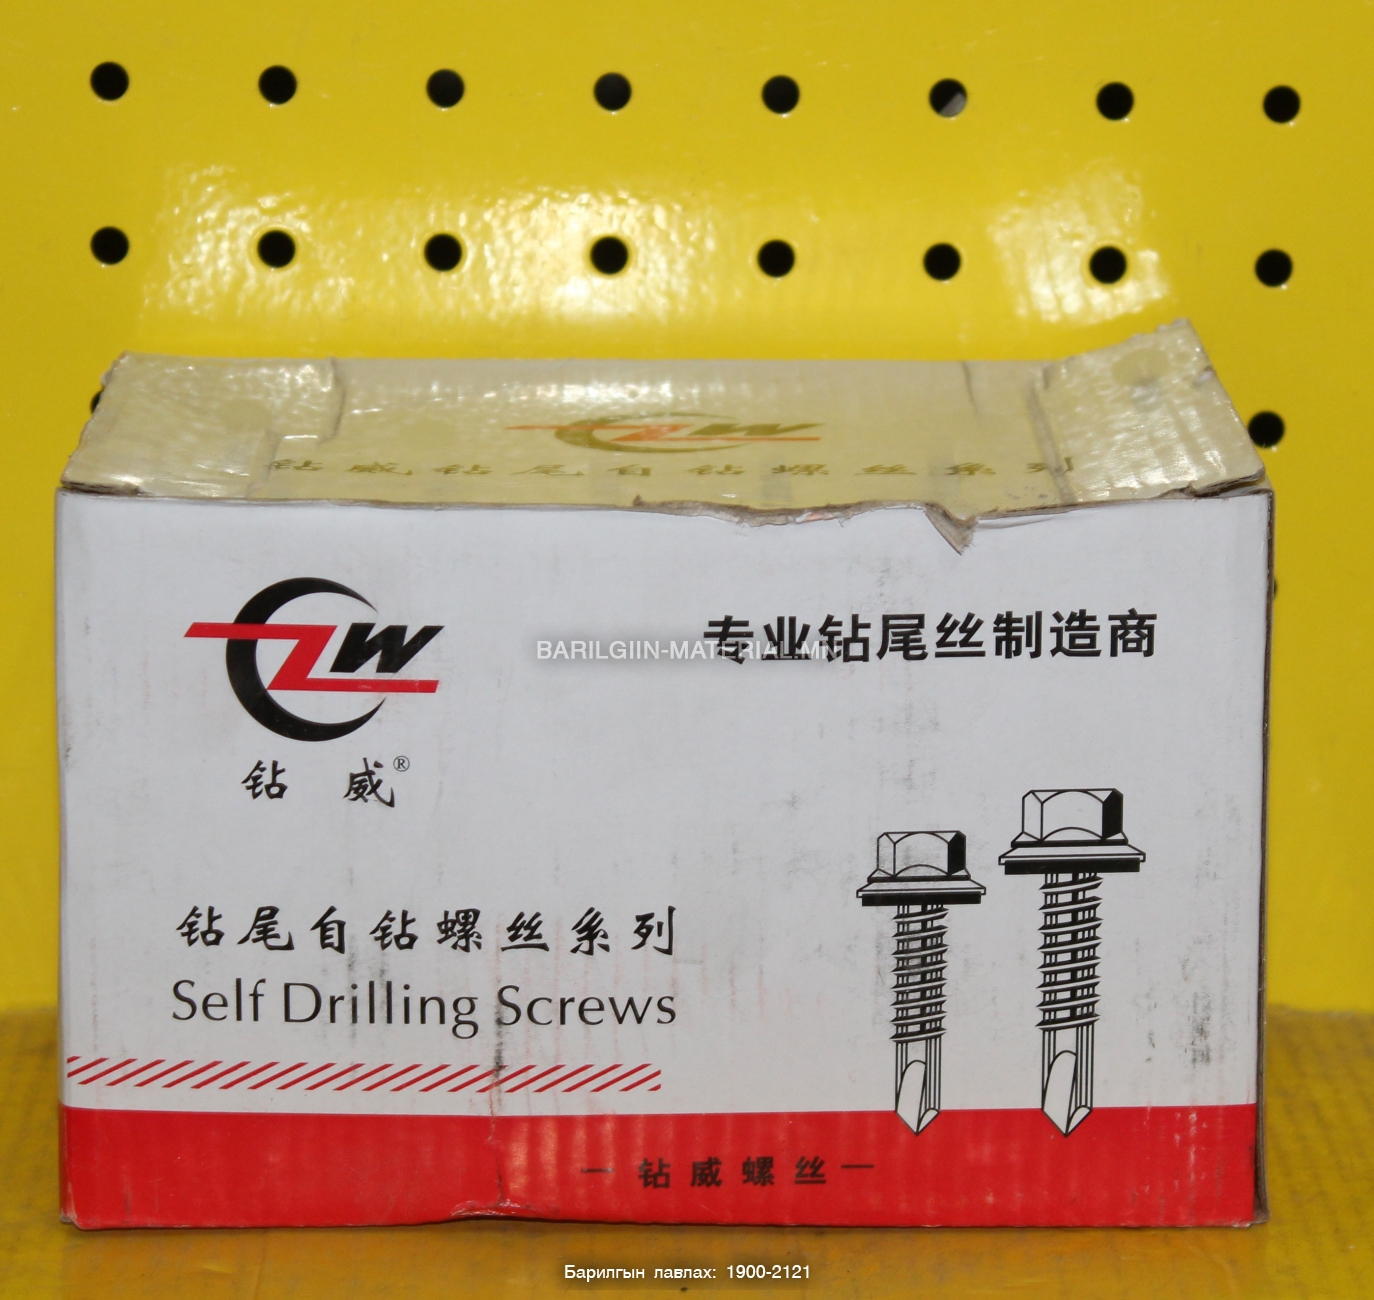 ZW
钻威钻尾自钻螺丝系列
ZW
钻 威®
专业钻尾丝制造商
BARILGIIN-MATERIAL.MN
钻尾自钻螺丝系列
Self Drilling Screws
一钻威螺丝一
Барилгын лавлах: 1900-2121